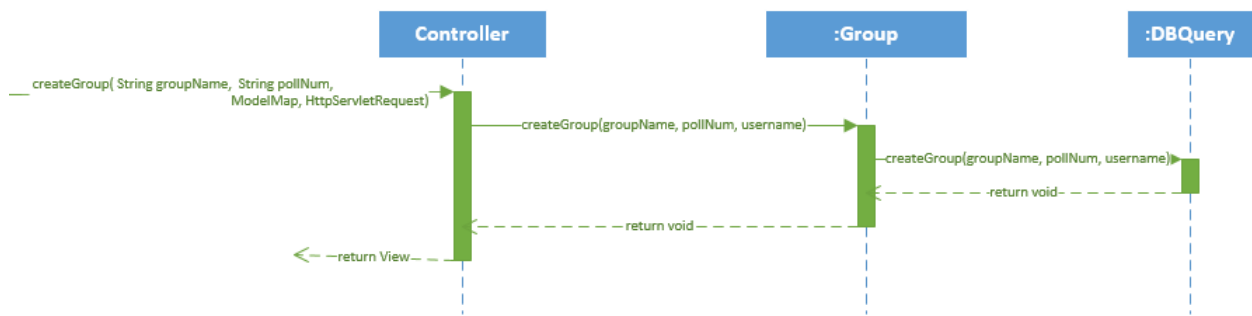 Controller
:Group
:DBQuery
createGroup( String groupName, String pollNum,
ModelMap, HttpServletRequest)
createGroup(groupName, pollNum, username)
createGroup(groupName, pollNum, username)
return void
return void
return View